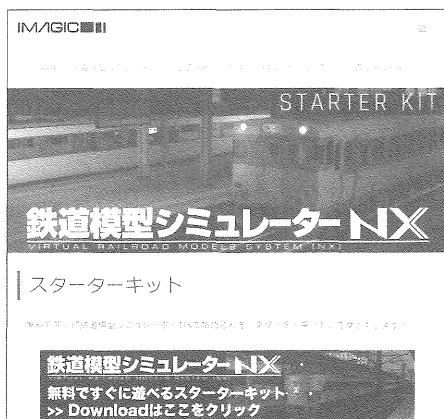 IMAGIC
STARTER KIT
鉄道模型シミュレーターNX
VIRTUAL RAILROAD MODELS SYSTEM [NX]
スターターキット
鉄道模型シミュレーターNX
無料ですぐに遊べるスターターキット
>> Downloadはここをクリック